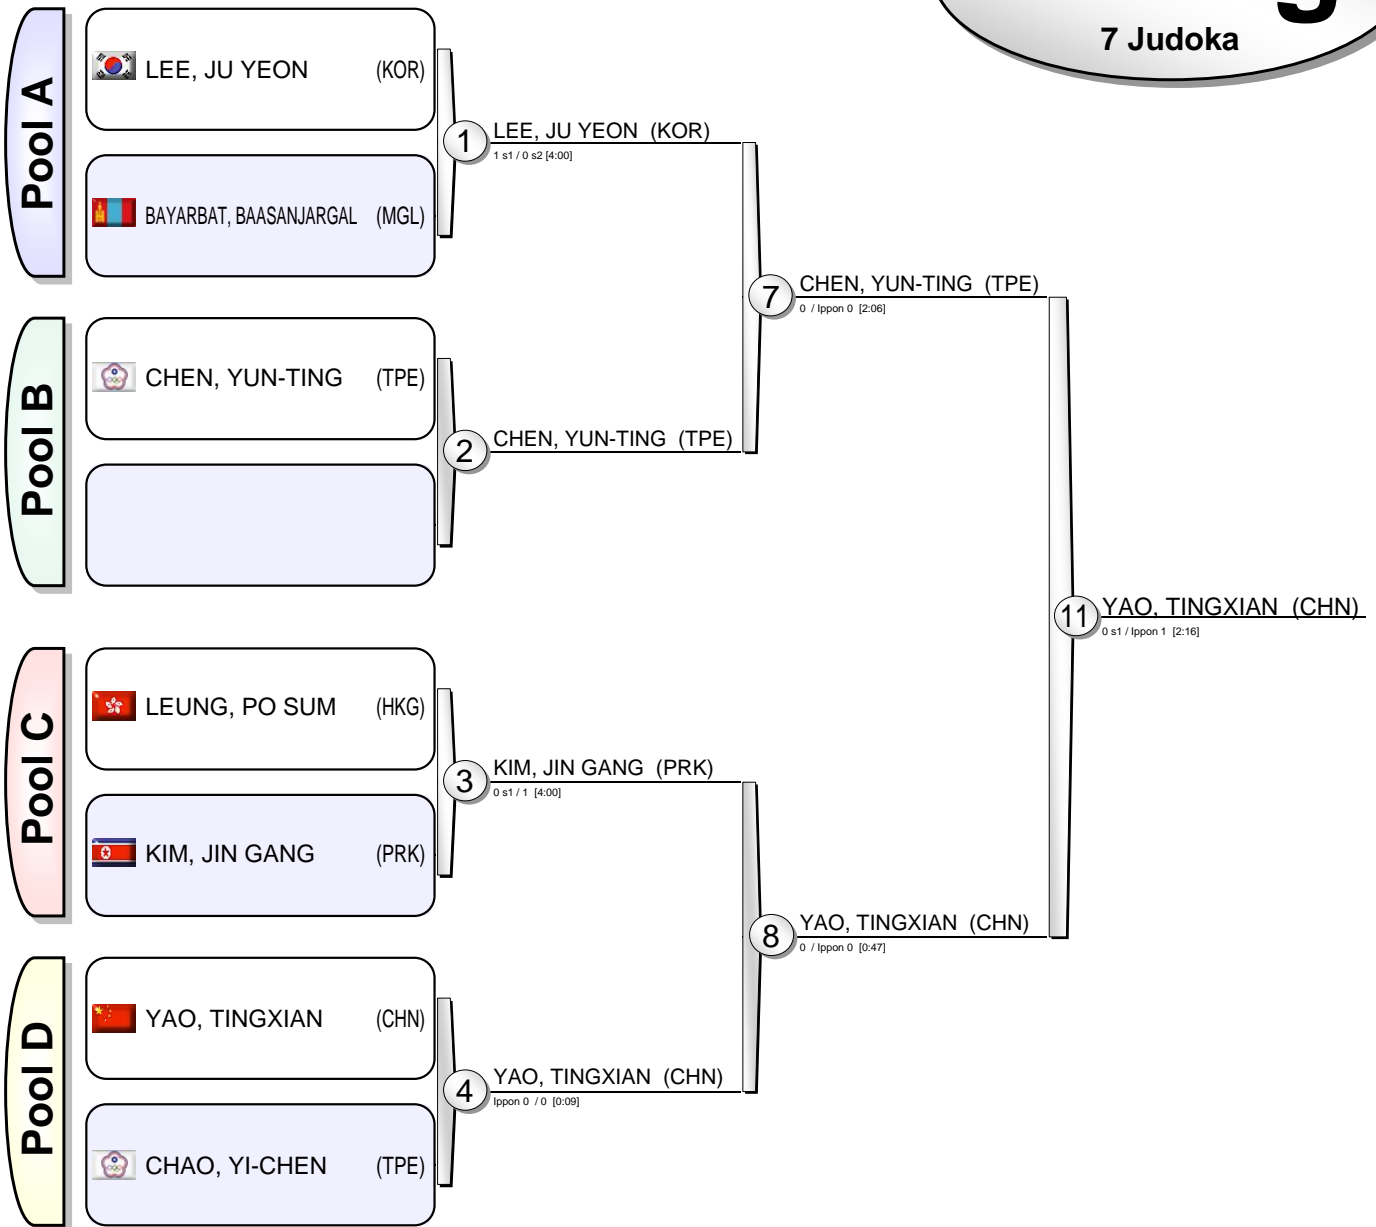 7 Judoka
Pool A
LEE, JU YEON (KOR)
BAYARBAT, BAASANJARGAL (MGL)
1
LEE, JU YEON (KOR)
1 s1 / 0 s2 [4:00]
Pool B
CHEN, YUN-TING (TPE)
2
CHEN, YUN-TING (TPE)
7
CHEN, YUN-TING (TPE)
0 / Ippon 0 [2:06]
Pool C
LEUNG, PO SUM (HKG)
KIM, JIN GANG (PRK)
3
KIM, JIN GANG (PRK)
0 s1 / 1 [4:00]
Pool D
YAO, TINGXIAN (CHN)
CHAO, YI-CHEN (TPE)
4
YAO, TINGXIAN (CHN)
Ippon 0 / 0 [0:09]
8
YAO, TINGXIAN (CHN)
0 / Ippon 0 [0:47]
11
YAO, TINGXIAN (CHN)
0 s1 / Ippon 1 [2:16]